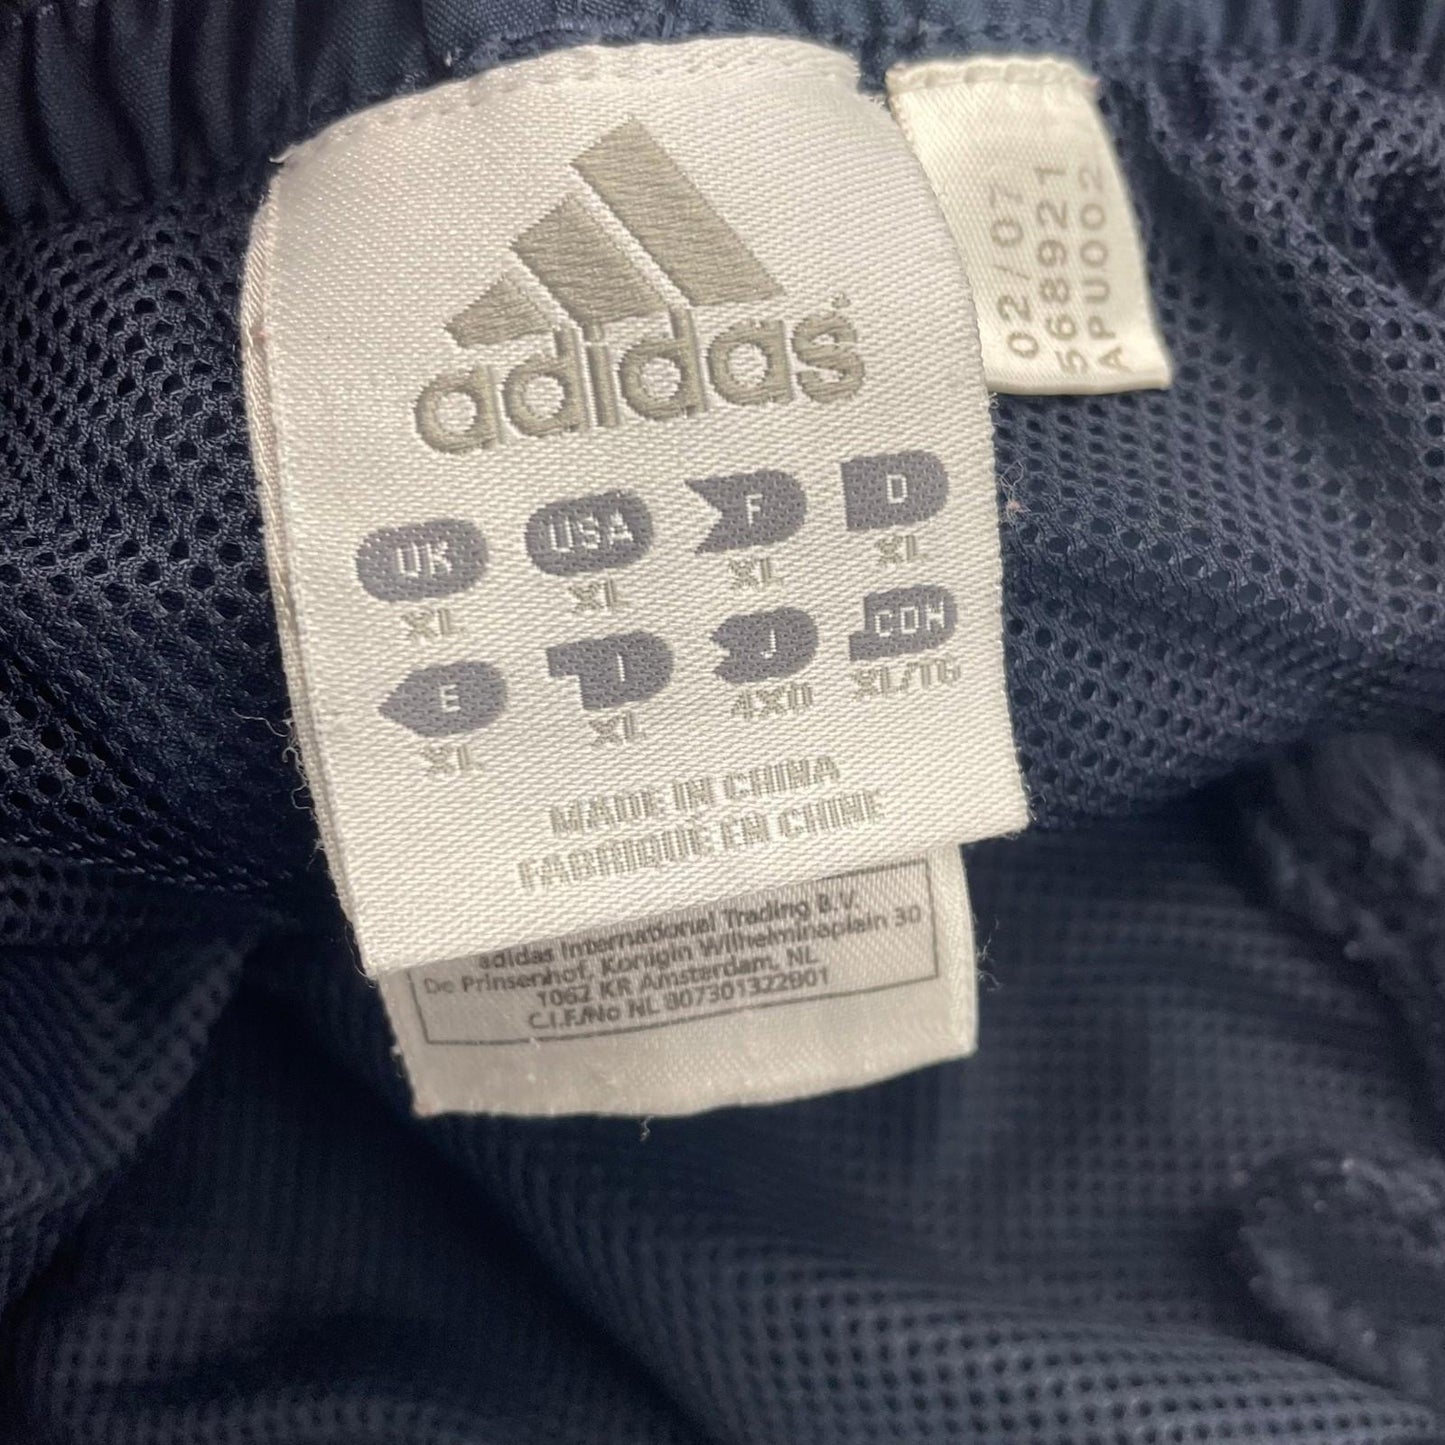 adidas
UK USA F D
XL XL XL XL
E I J CDN
XL XL 4XO XL/TG
MADE IN CHINA
FABRIQUÉ EN CHINE
adidas International Trading B.V.
De Prinsenhof, Konigin Wilhelminaplain 30
1062 KR Amsterdam, NL
C.I.F./No NL 807301322B01
02/07
568921
APU002